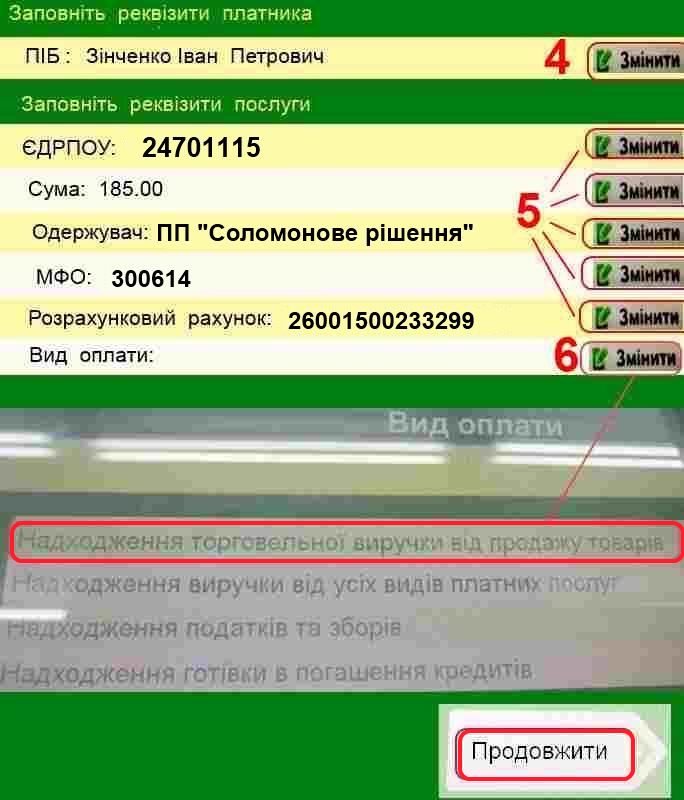 Заповніть реквізити платника
ПІБ : Зінченко Іван Петрович 4 Змінити
Заповніть реквізити послуги
ЄДРПОУ: 24701115 Змінити
Сума: 185.00 Змінити
5
Одержувач: ПП "Соломонове рішення" Змінити
МФО: 300614 Змінити
Розрахунковий рахунок: 26001500233299 Змінити
Вид оплати: 6 Змінити
Вид оплати
Надходження торговельної виручки від продажу товарів
Надходження виручки від усіх видів платних послуг
Надходження податків та зборів
Надходження готівки в погашення кредитів
Продовжити